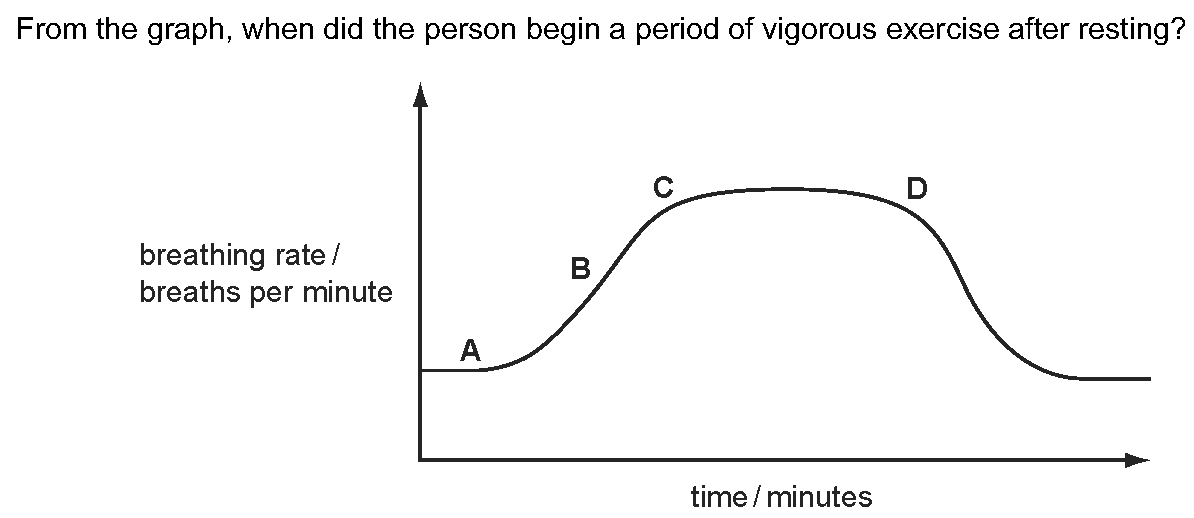 From the graph, when did the person begin a period of vigorous exercise after resting?
C
D
breathing rate /
breaths per minute
B
A
time / minutes